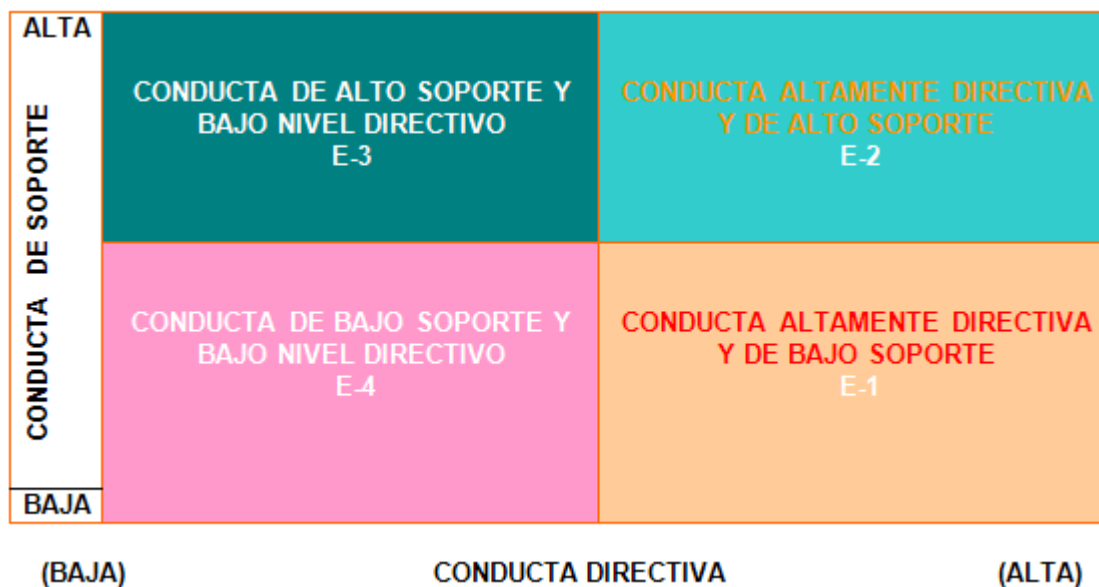 ALTA
CONDUCTA DE SOPORTE
BAJA
CONDUCTA DE ALTO SOPORTE Y
BAJO NIVEL DIRECTIVO
E-3
CONDUCTA ALTAMENTE DIRECTIVA
Y DE ALTO SOPORTE
E-2
CONDUCTA DE BAJO SOPORTE Y
BAJO NIVEL DIRECTIVO
E-4
CONDUCTA ALTAMENTE DIRECTIVA
Y DE BAJO SOPORTE
E-1
(BAJA) CONDUCTA DIRECTIVA (ALTA)